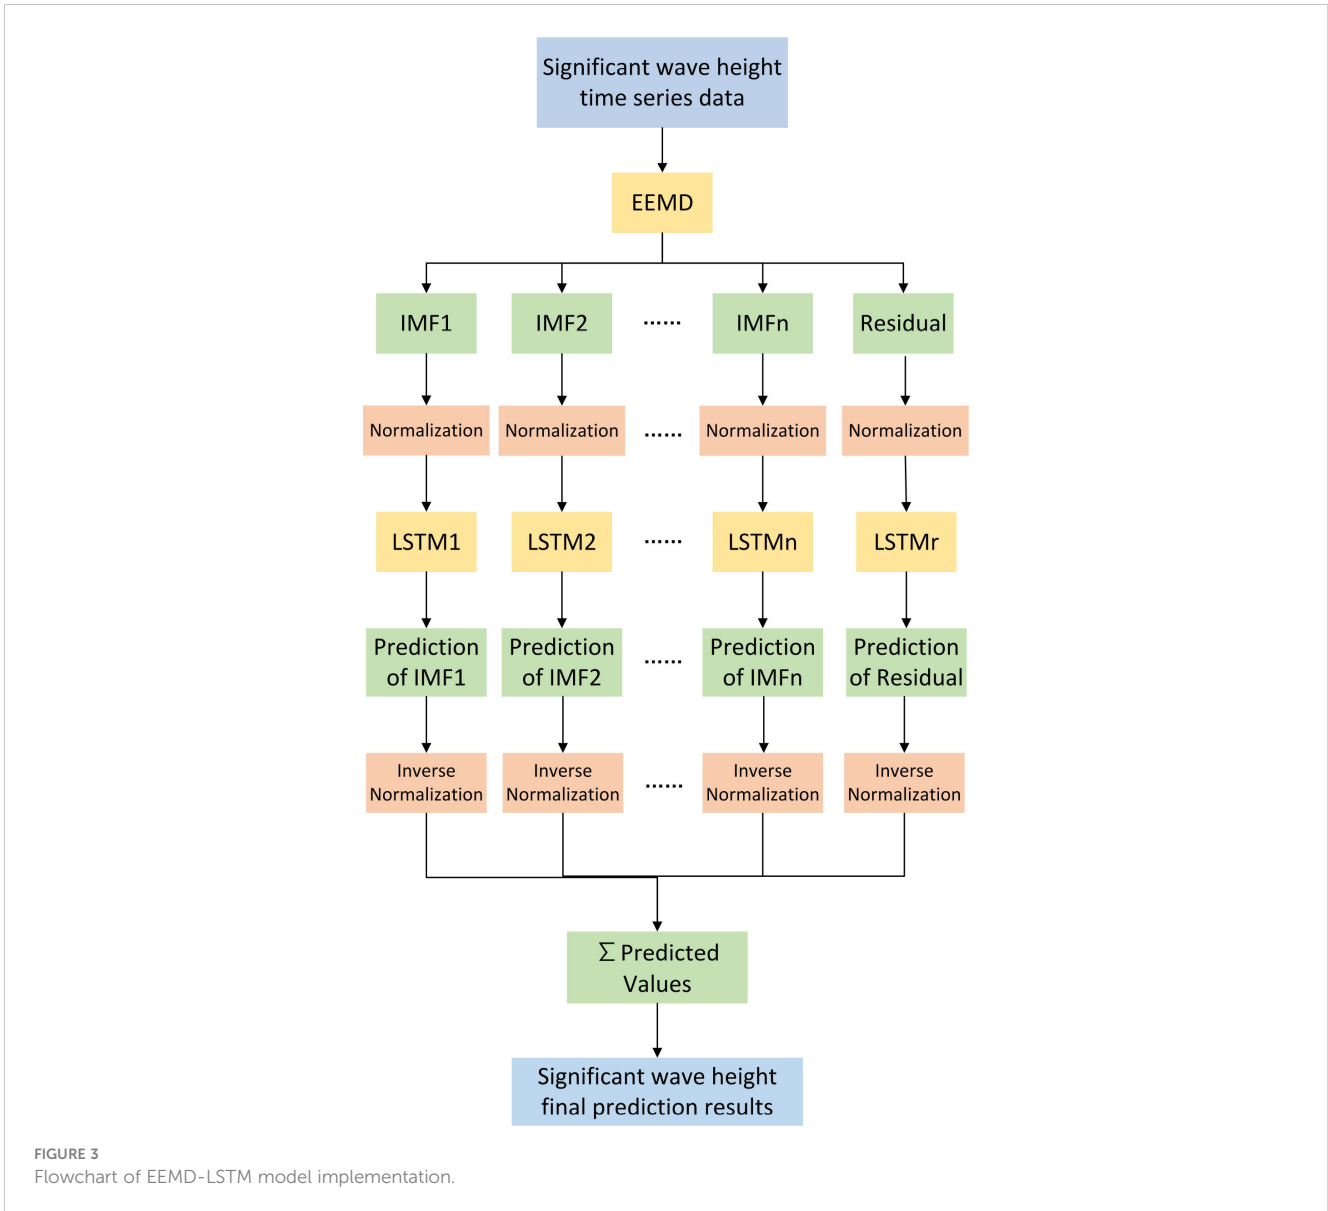 Significant wave height
time series data
EEMD
IMF1 IMF2 ...... IMFn Residual
Normalization Normalization ...... Normalization Normalization
LSTM1 LSTM2 ...... LSTMn LSTMr
Prediction
of IMF1
Prediction
of IMF2
......
Prediction
of IMFn
Prediction
of Residual
Inverse
Normalization
Inverse
Normalization
......
Inverse
Normalization
Inverse
Normalization
∑ Predicted
Values
Significant wave height
final prediction results
FIGURE 3
Flowchart of EEMD-LSTM model implementation.